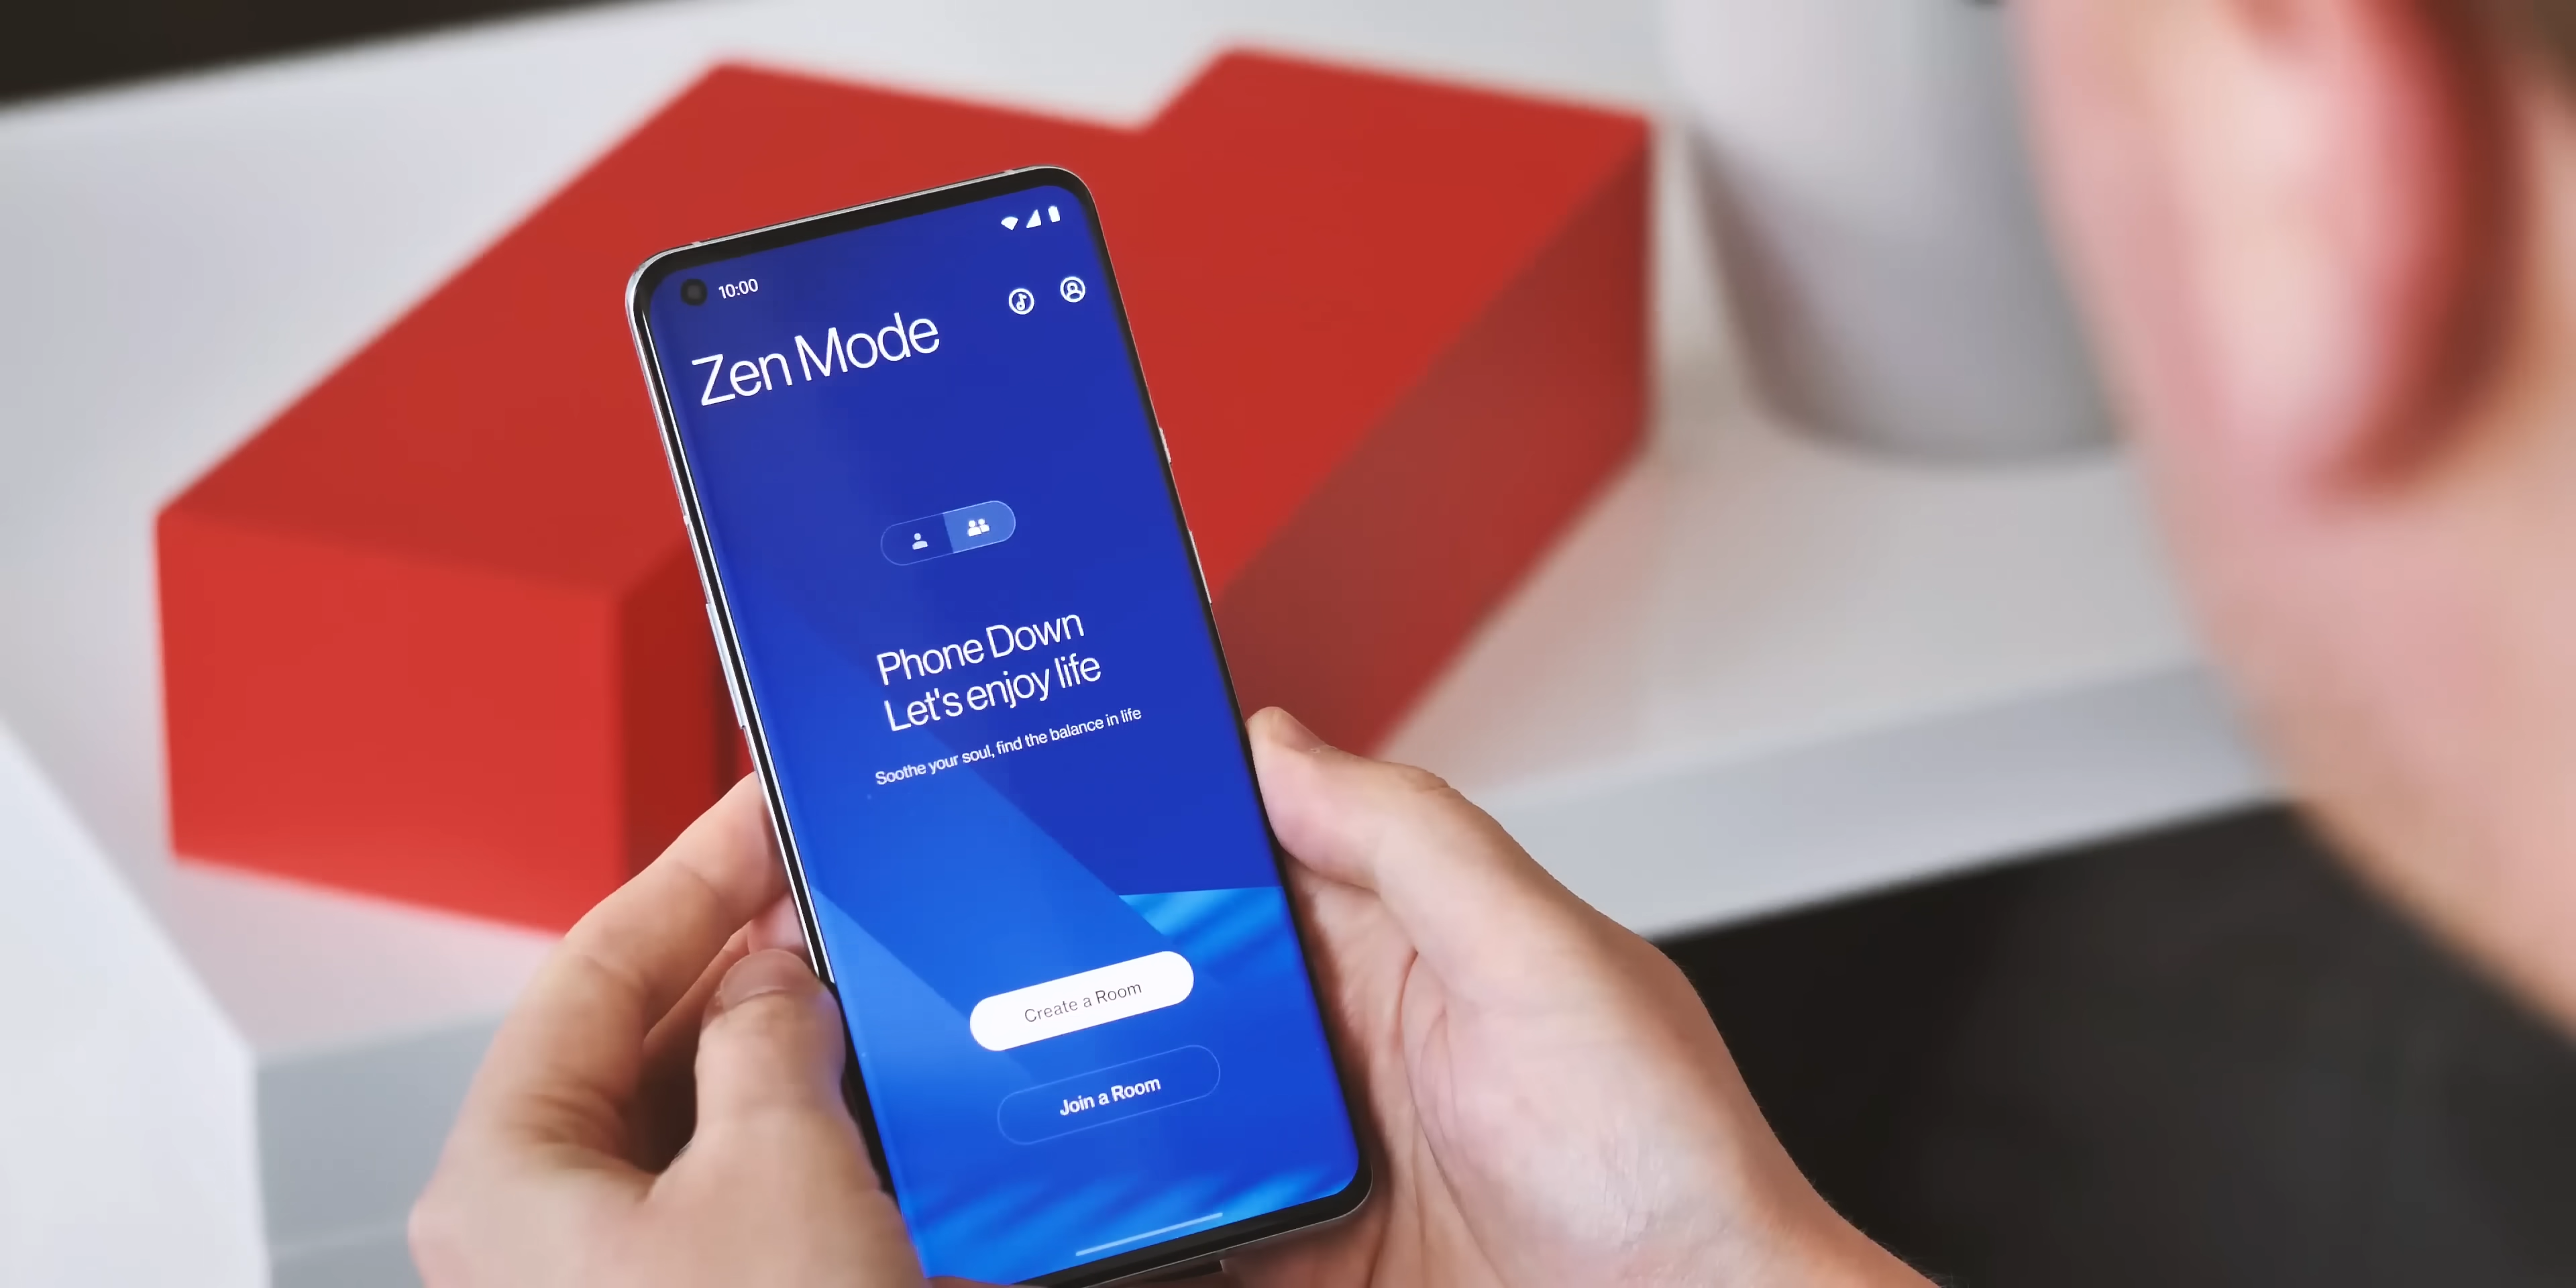 10:00
Zen Mode
Phone Down
Let's enjoy life
Soothe your soul, find the balance in life
Create a Room
Join a Room